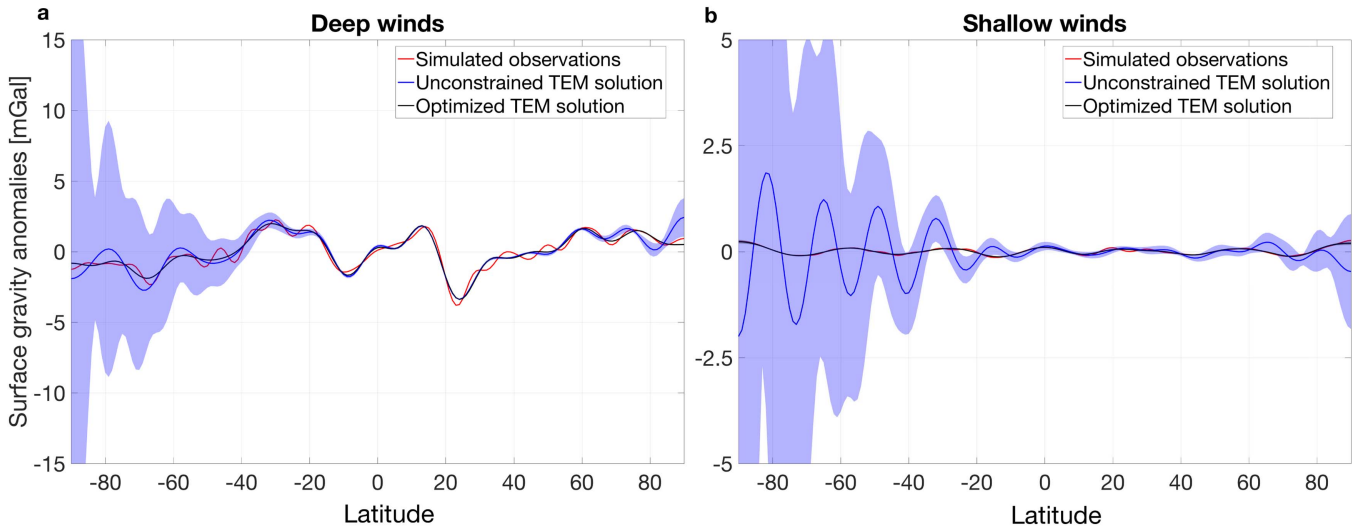 a
Deep winds
Surface gravity anomalies [mGal]
15
10
5
0
-5
-10
-15
Simulated observations
Unconstrained TEM solution
Optimized TEM solution
-80 -60 -40 -20 0 20 40 60 80
Latitude
b
Shallow winds
5
2.5
0
-2.5
-5
Simulated observations
Unconstrained TEM solution
Optimized TEM solution
-80 -60 -40 -20 0 20 40 60 80
Latitude